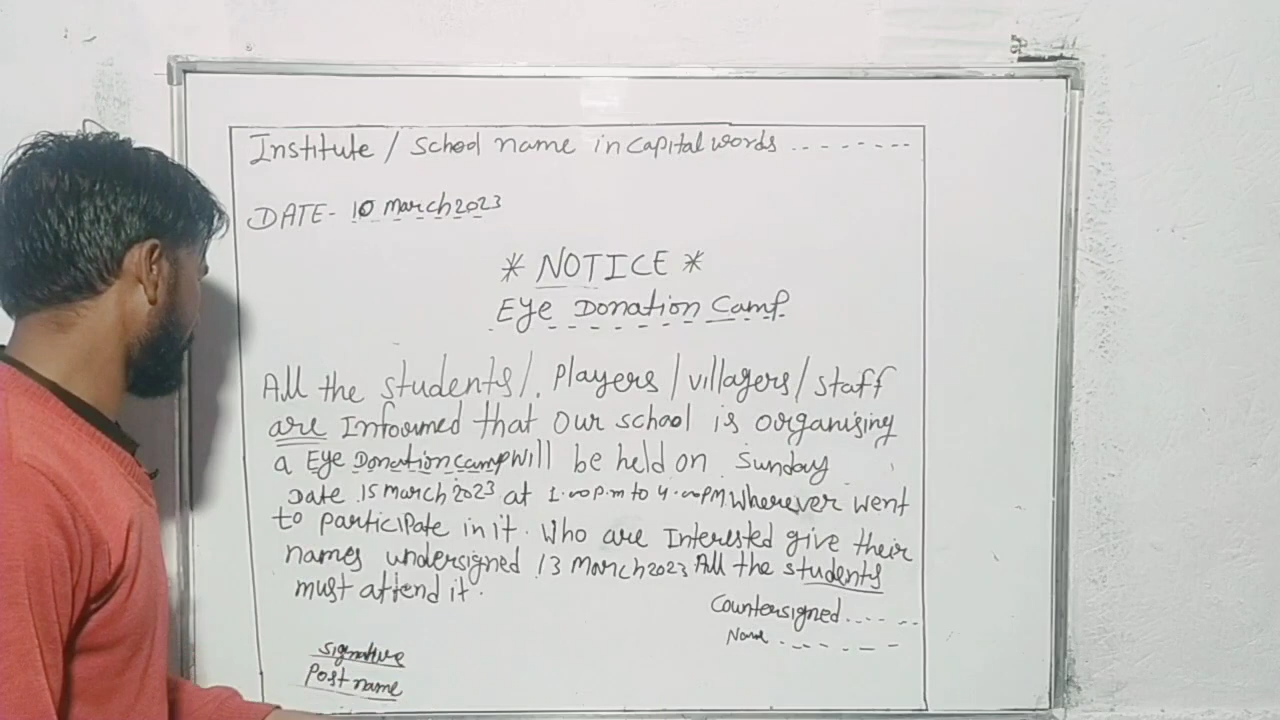 Institute / School name in capital words ........
DATE- 10 March 2023
* NOTICE *
Eye Donation Camp
All the students/. Players/villagers/staff
are Informed that our school is organising
a Eye Donation camp will be held on Sunday
Date 15 March 2023 at 1.00 P.m to 4.00 PM Wherever went
to participate in it. Who are Interested give their
names undersigned 13 March 2023 All the students
must attend it.
Countersigned.... ..
Name - - - - - -
Signature
Post name